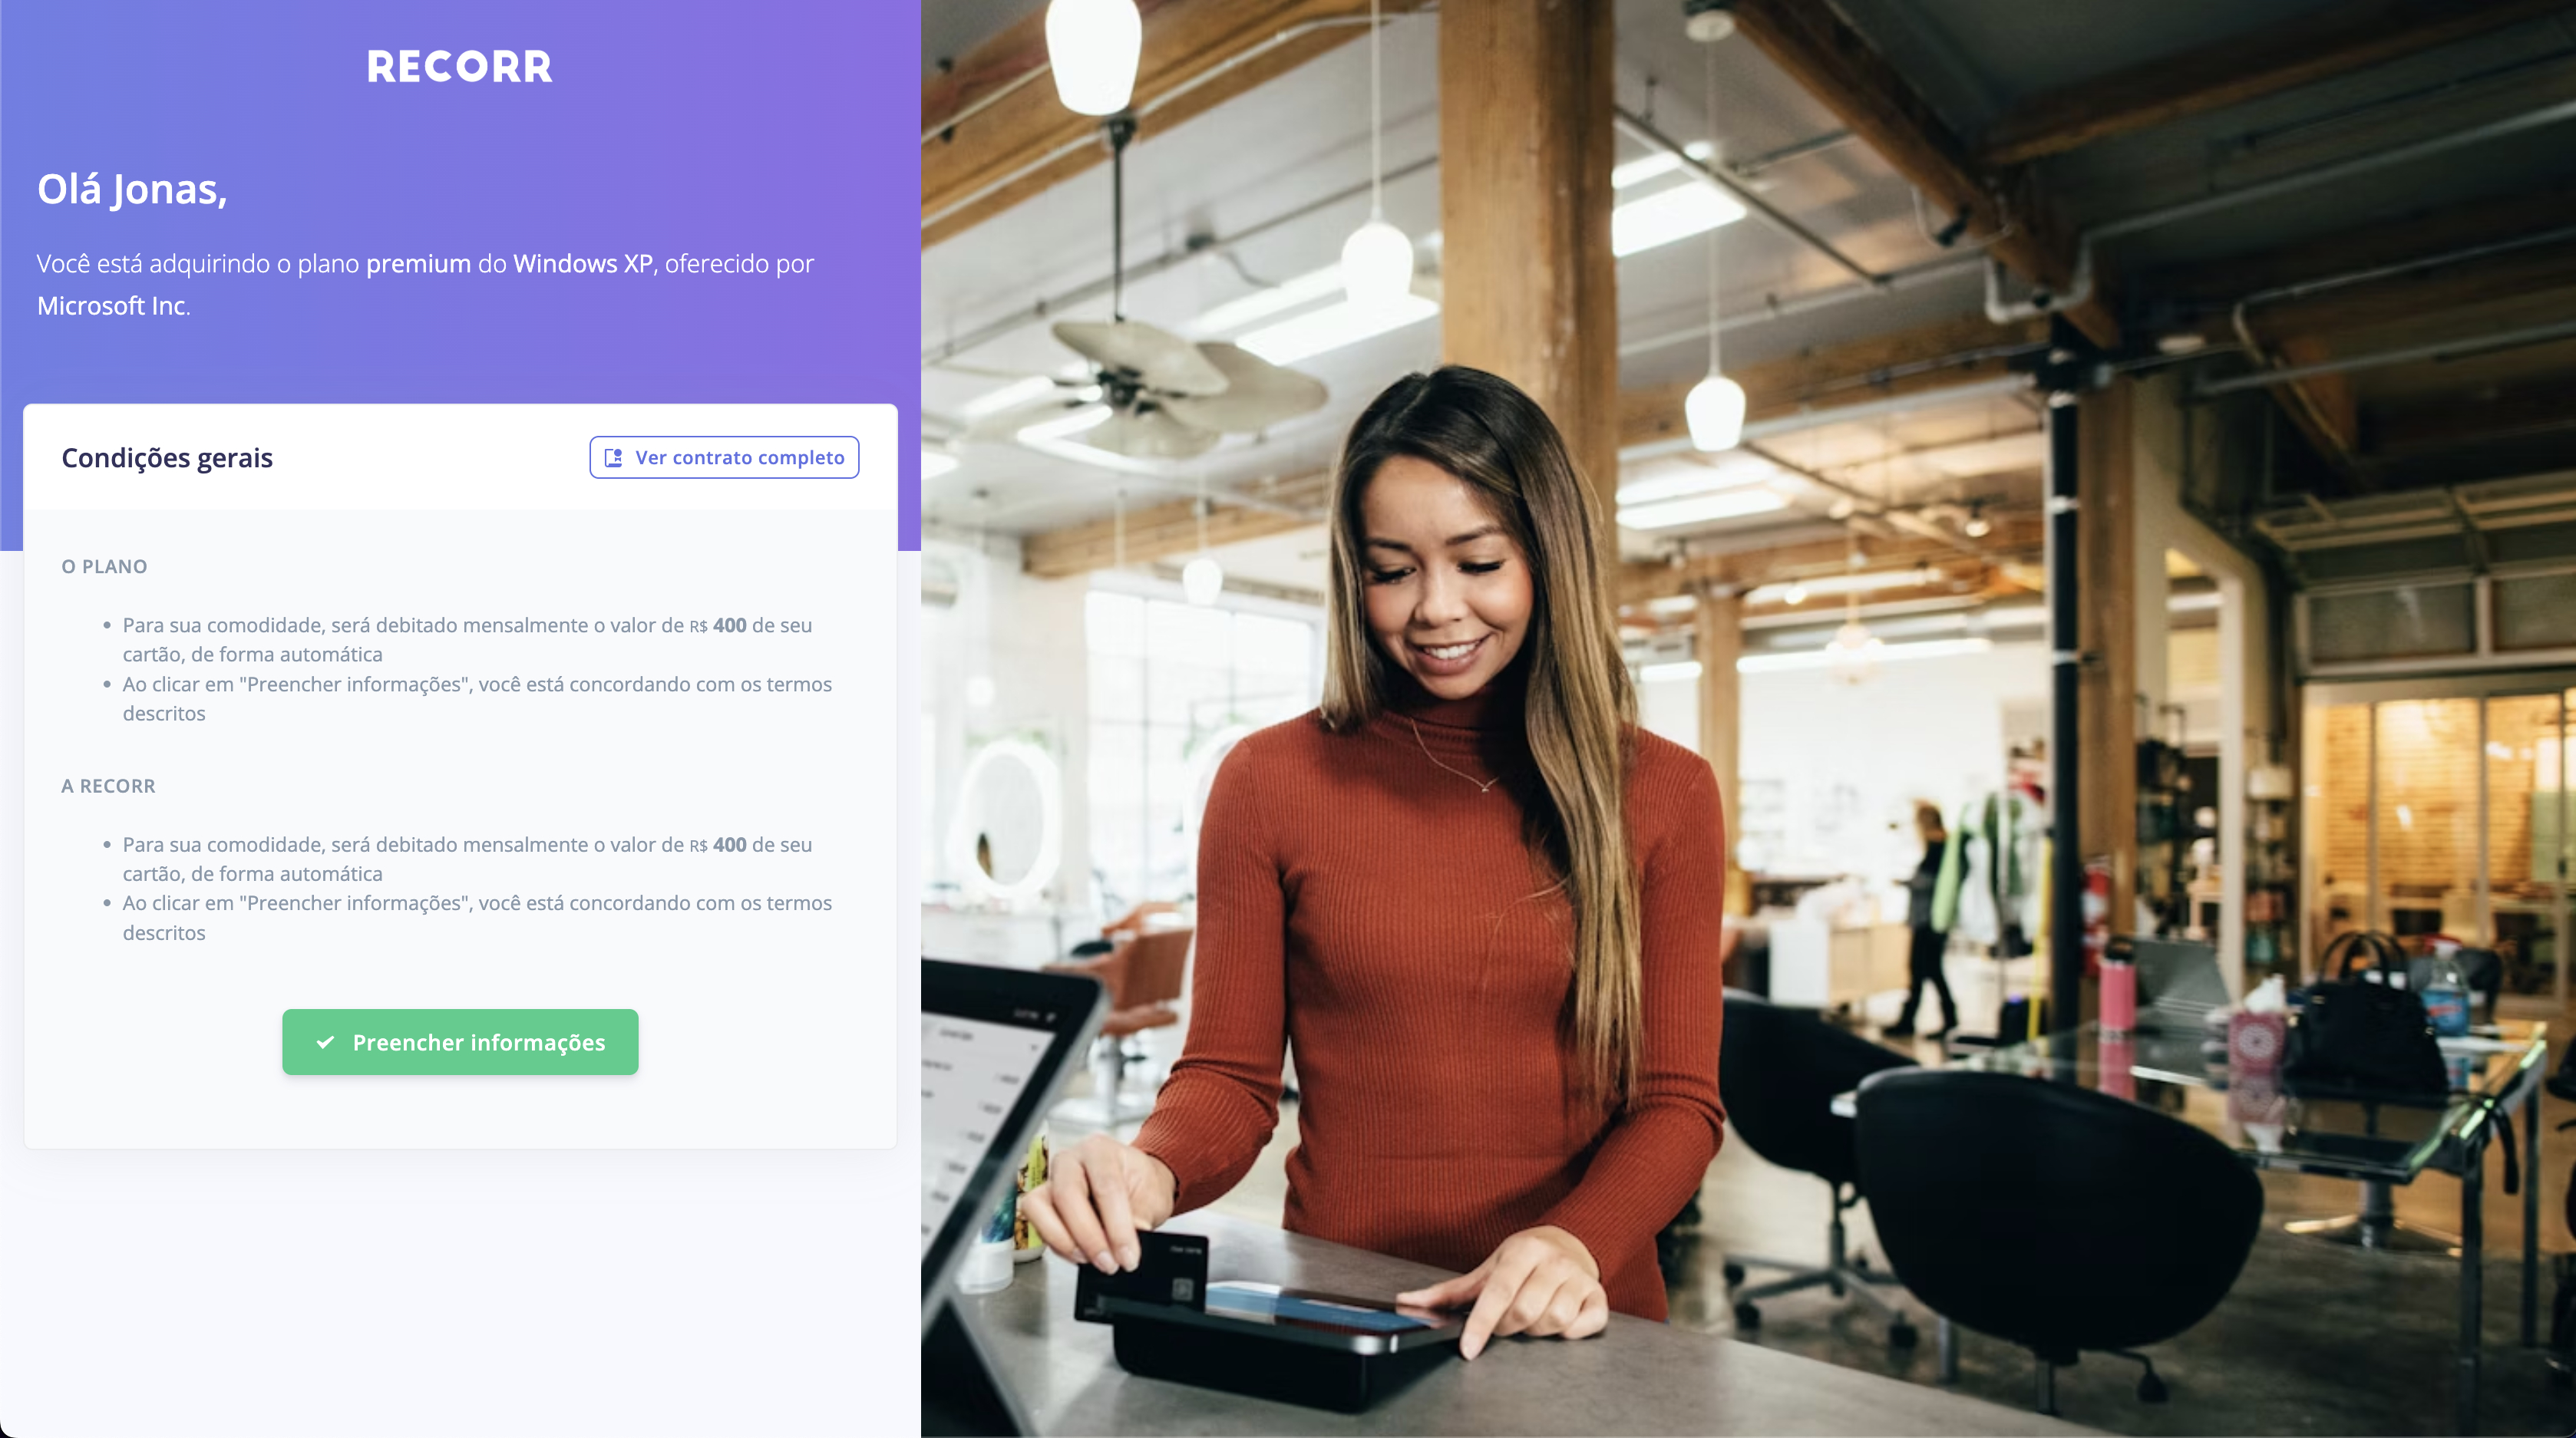 RECORR
Olá Jonas,
Você está adquirindo o plano premium do Windows XP, oferecido por
Microsoft Inc.
Condições gerais
Ver contrato completo
O PLANO
• Para sua comodidade, será debitado mensalmente o valor de R$ 400 de seu
cartão, de forma automática
• Ao clicar em "Preencher informações", você está concordando com os termos
descritos
A RECORR
• Para sua comodidade, será debitado mensalmente o valor de R$ 400 de seu
cartão, de forma automática
• Ao clicar em "Preencher informações", você está concordando com os termos
descritos
Preencher informações